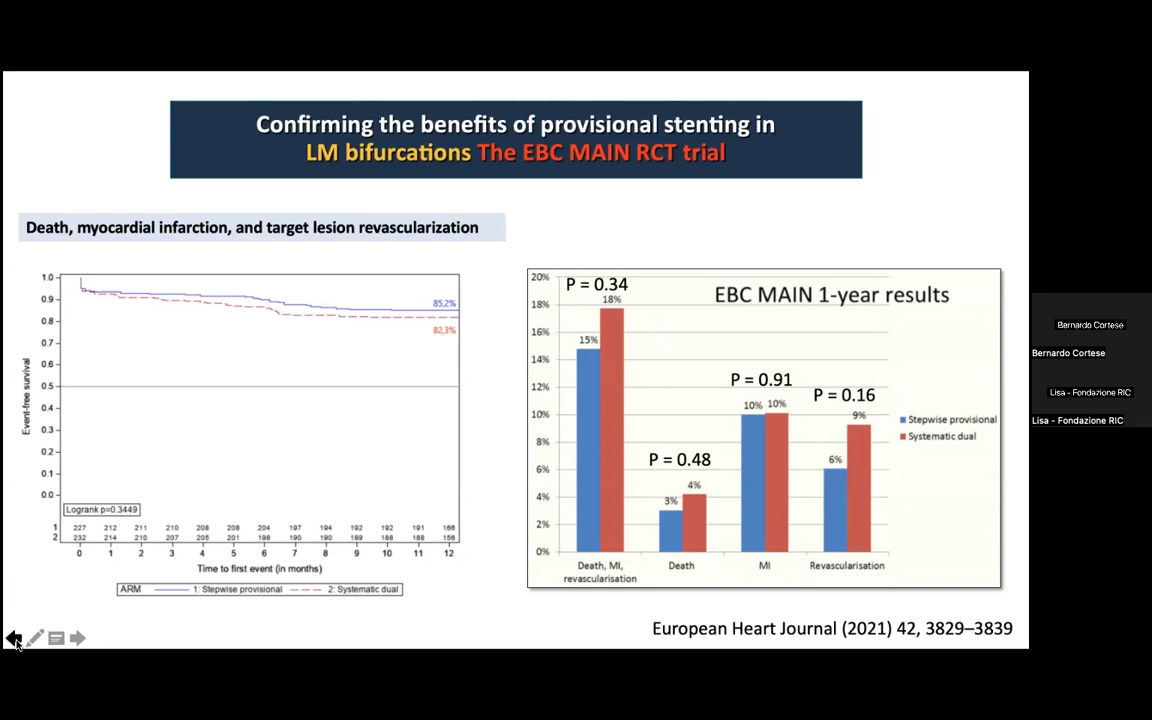 Confirming the benefits of provisional stenting in
LM bifurcations The EBC MAIN RCT trial
Death, myocardial infarction, and target lesion revascularization
1.0
0.9
0.8
0.7
0.6
0.5
0.4
0.3
0.2
0.1
0.0
Event-free survival
85,2%
82,3%
Logrank p=0.3449
1 227 212 211 210 208 208 204 197 194 192 192 191 186
2 232 214 210 207 205 201 198 190 190 189 188 188 156
0 1 2 3 4 5 6 7 8 9 10 11 12
Time to first event (in months)
ARM 1: Stepwise provisional 2: Systematic dual
EBC MAIN 1-year results
20%
18%
16%
14%
12%
10%
8%
6%
4%
2%
0%
P = 0.34
15% 18%
P = 0.48
3% 4%
P = 0.91
10% 10%
P = 0.16
6% 9%
Death, MI,
revascularisation
Death
MI
Revascularisation
Stepwise provisional
Systematic dual
European Heart Journal (2021) 42, 3829–3839
Bernardo Cortese
Bernardo Cortese
Lisa - Fondazione RIC
Lisa - Fondazione RIC